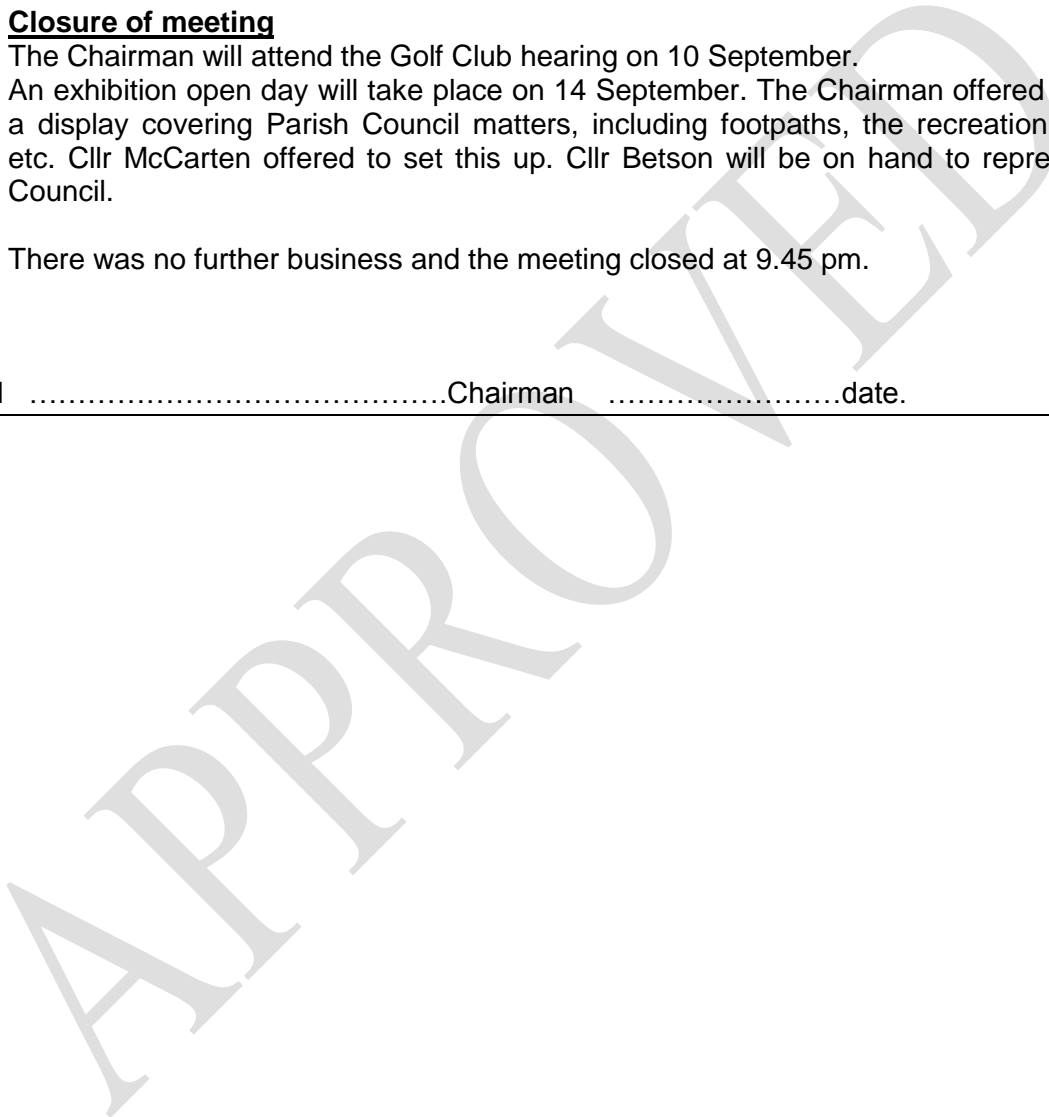 Closure of meeting
The Chairman will attend the Golf Club hearing on 10 September.
An exhibition open day will take place on 14 September. The Chairman offered
a display covering Parish Council matters, including footpaths, the recreation
etc. Cllr McCarten offered to set this up. Cllr Betson will be on hand to
Council.
There was no further business and the meeting closed at 9.45 pm.
…………………………………….Chairman ……………………date.
APPROVED